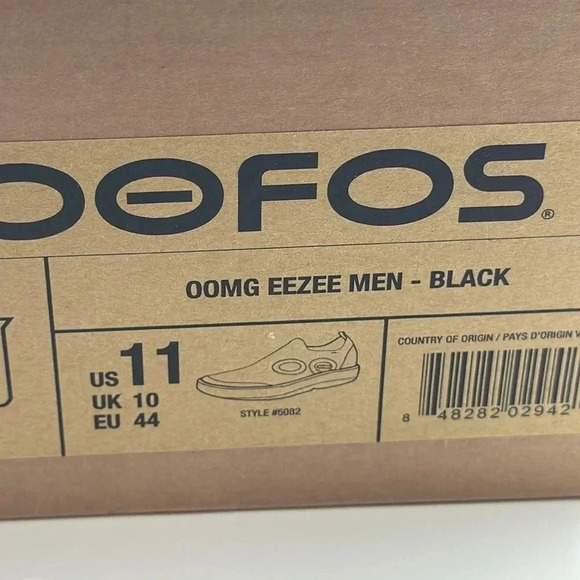 OOFOS®
OOMG EEZEE MEN - BLACK
US 11
UK 10
EU 44
STYLE #5082
COUNTRY OF ORIGIN / PAYS D'ORIGIN
8 48282 02942